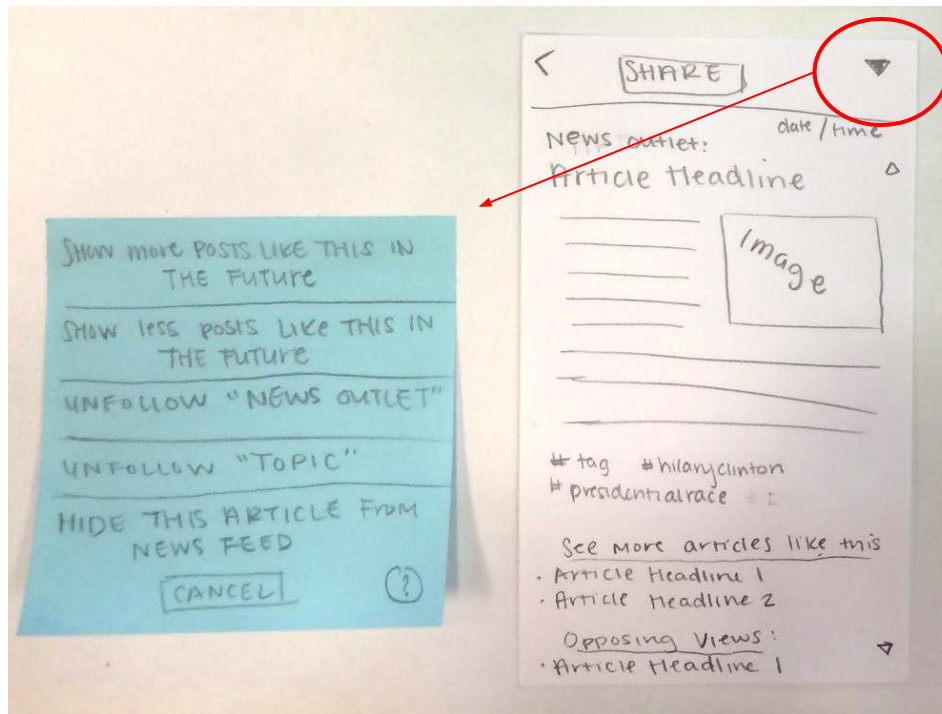 SHOW more POSTS LIKE THIS IN
THE FUTURE
SHOW less posts LIKE THIS IN
THE FUTURE
UNFOLLOW "NEWS OUTLET"
UNFOLLOW "TOPIC"
HIDE THIS ARTICLE FROM
NEWS FEED
CANCEL ?
< SHARE
date / time
News outlet:
Article Headline
Image
# tag #hilaryclinton
# presidentialrace
See more articles like this
· Article Headline 1
· Article Headline 2
Opposing Views:
· Article Headline 1